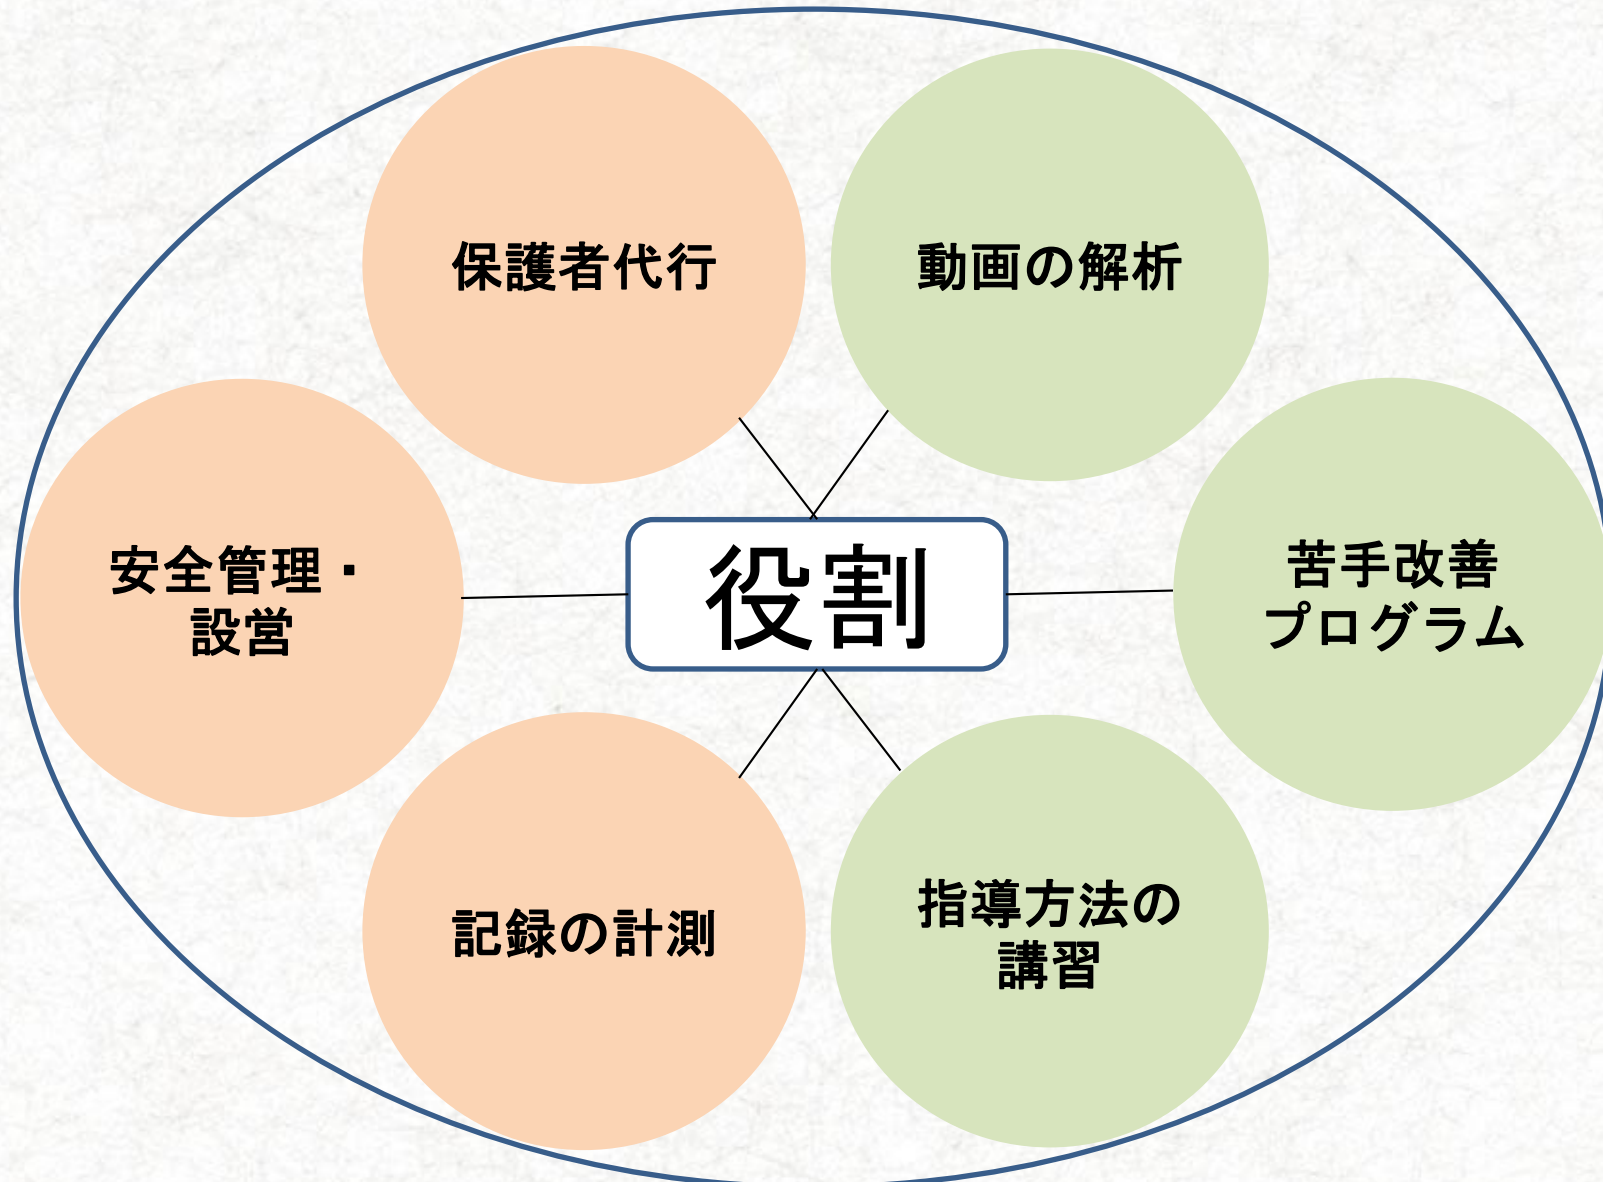 保護者代行
動画の解析
安全管理・
設営
役割
苦手改善
プログラム
記録の計測
指導方法の
講習